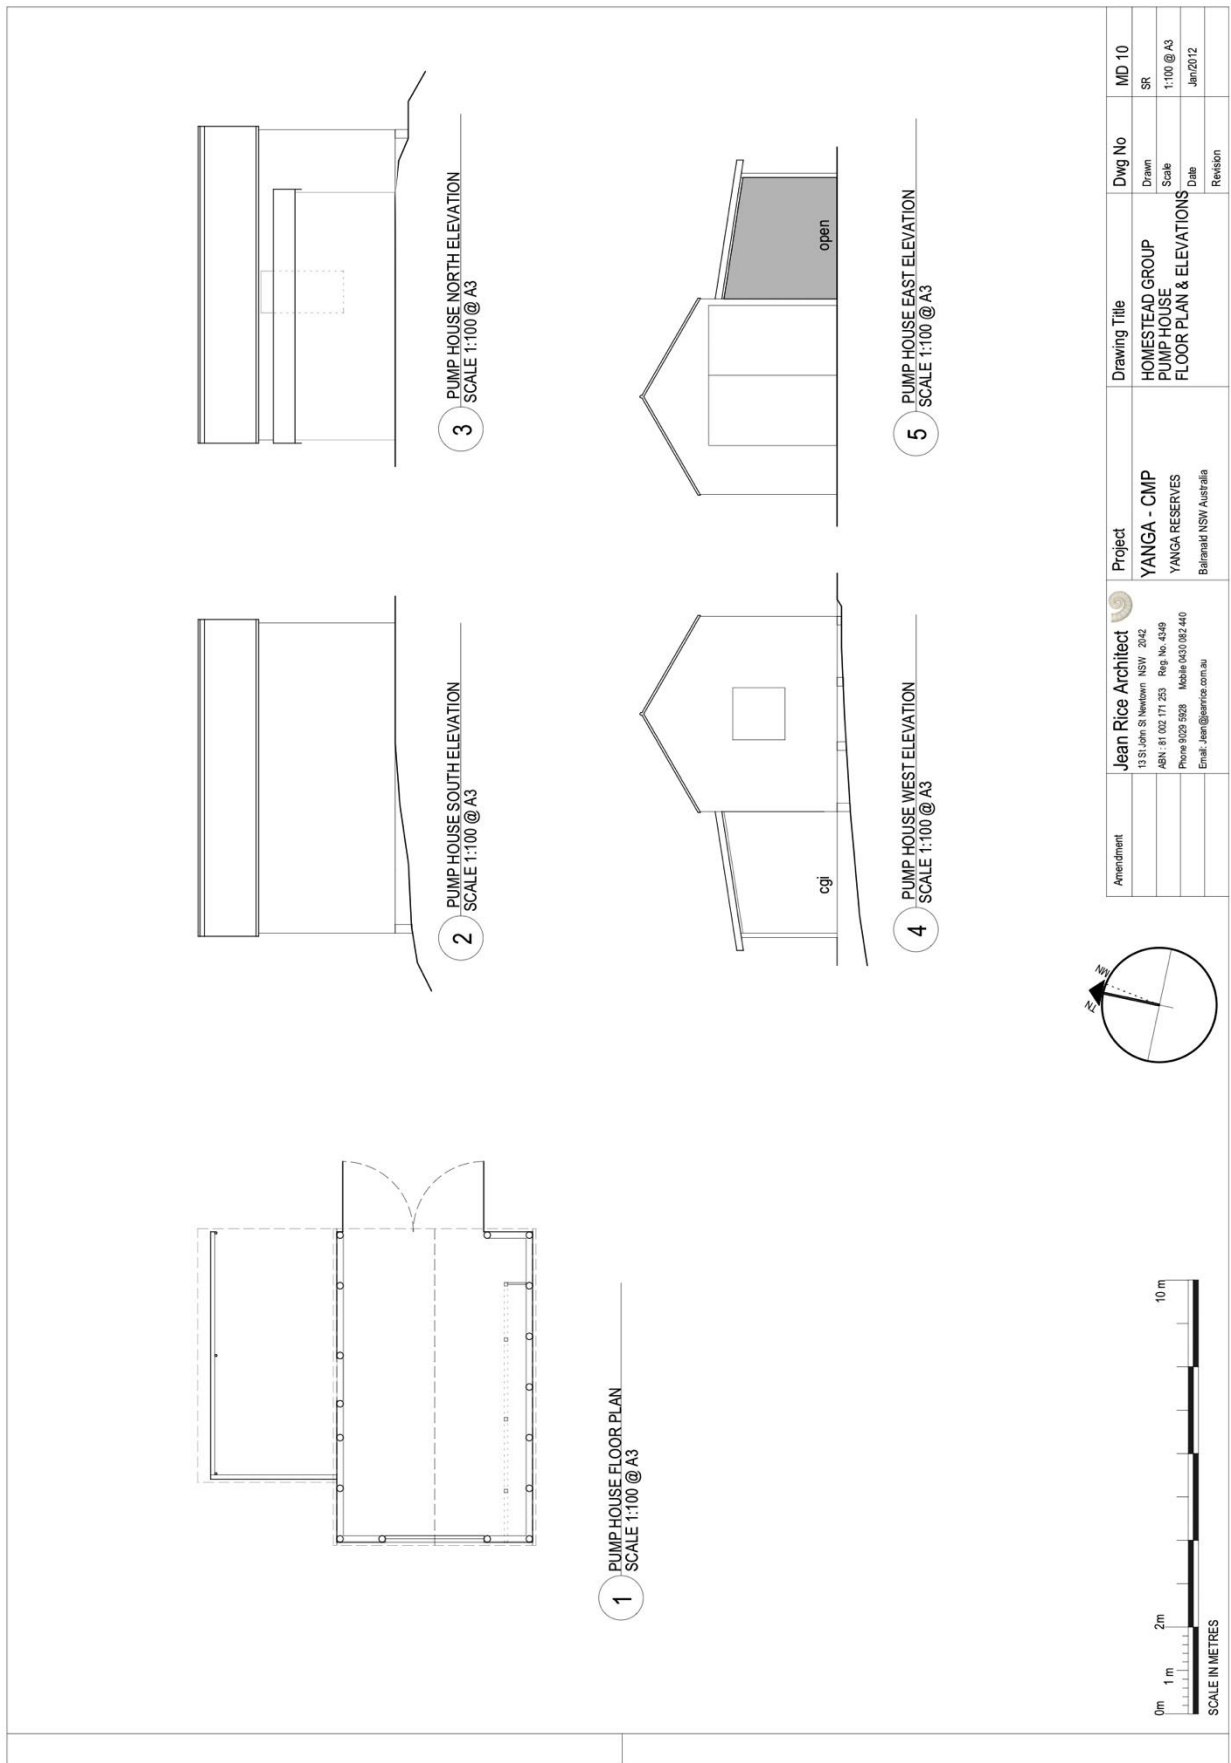 1
PUMP HOUSE FLOOR PLAN
SCALE 1:100 @ A3
2
PUMP HOUSE SOUTH ELEVATION
SCALE 1:100 @ A3
3
PUMP HOUSE NORTH ELEVATION
SCALE 1:100 @ A3
cgi
4
PUMP HOUSE WEST ELEVATION
SCALE 1:100 @ A3
open
5
PUMP HOUSE EAST ELEVATION
SCALE 1:100 @ A3
0m
1 m
2m
10 m
SCALE IN METRES
TN
MN
Amendment
Jean Rice Architect
13 St John St Newtown NSW 2042
ABN : 81 002 171 253 Reg. No. 4349
Phone 9029 5928 Mobile 0430 082 440
Email: Jean@jeanrice.com.au
Project
YANGA - CMP
YANGA RESERVES
Balranald NSW Australia
Drawing Title
HOMESTEAD GROUP
PUMP HOUSE
FLOOR PLAN & ELEVATIONS
Dwg No
MD 10
Drawn
SR
Scale
1:100 @ A3
Date
Jan/2012
Revision